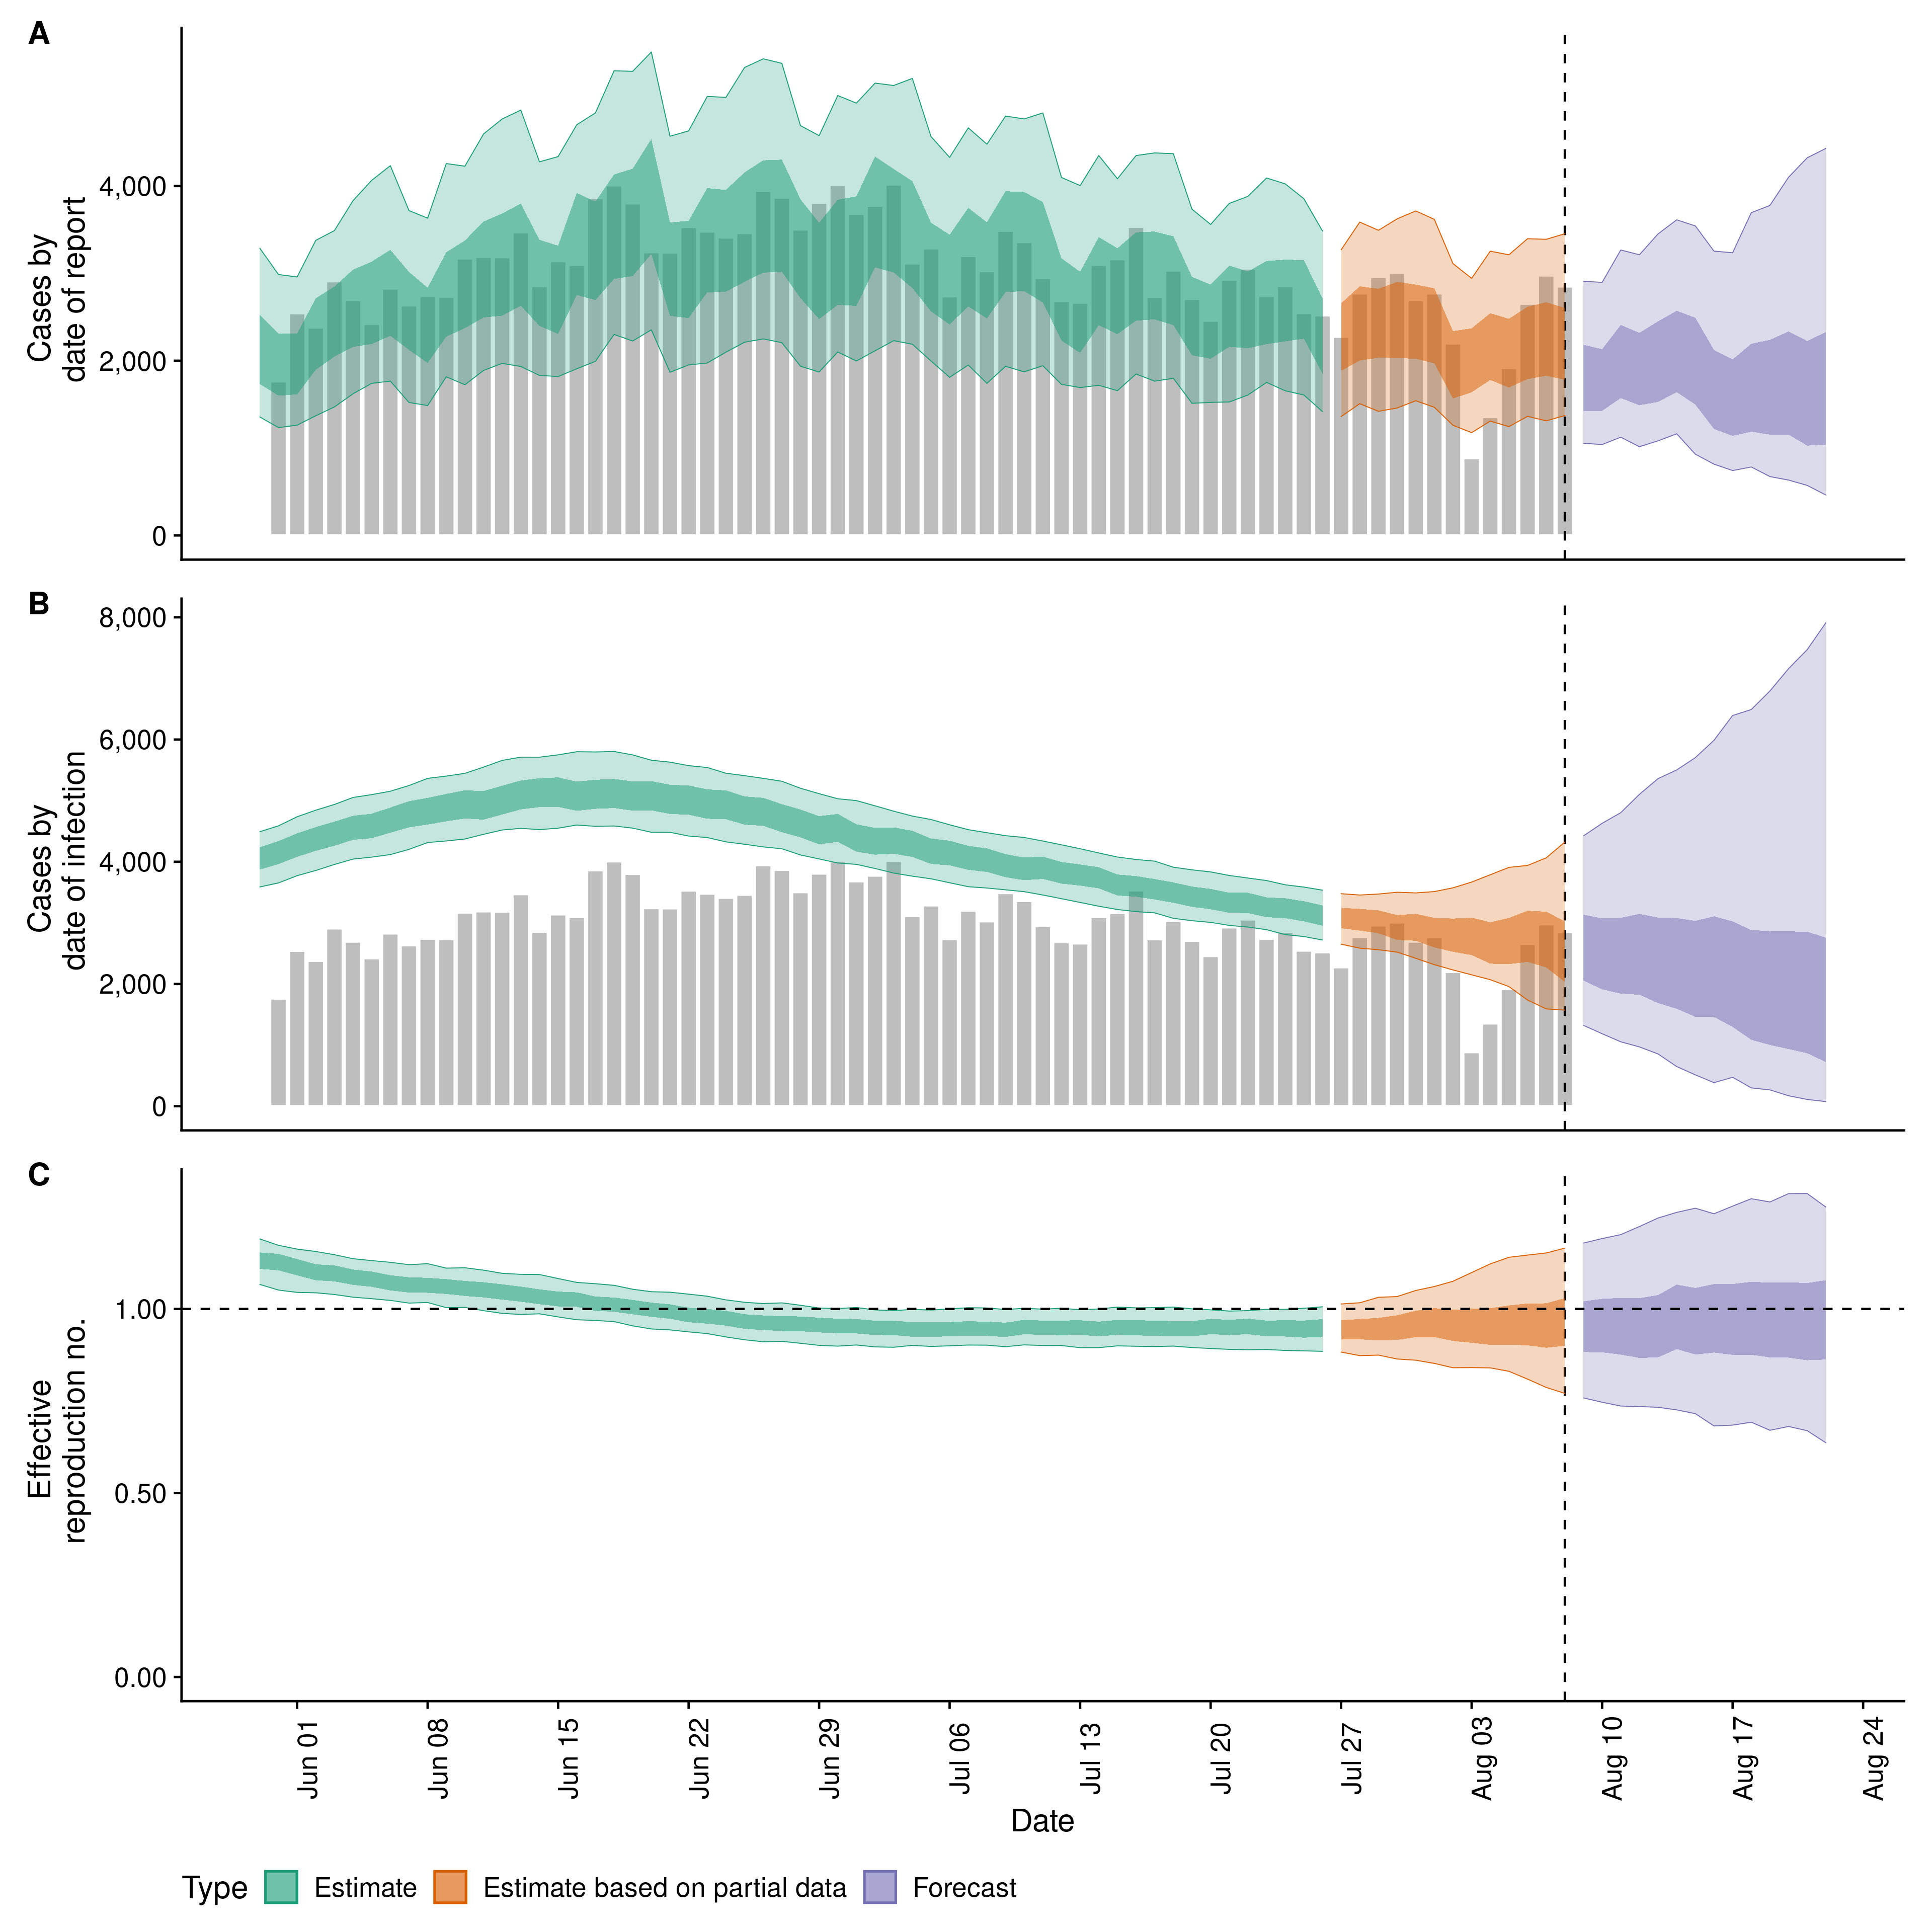 A
Cases by
date of report
4,000
2,000
0
B
Cases by
date of infection
8,000
6,000
4,000
2,000
0
C
Effective
reproduction no.
1.00
0.50
0.00
Jun 01
Jun 08
Jun 15
Jun 22
Jun 29
Jul 06
Jul 13
Jul 20
Jul 27
Aug 03
Aug 10
Aug 17
Aug 24
Date
Type Estimate Estimate based on partial data Forecast